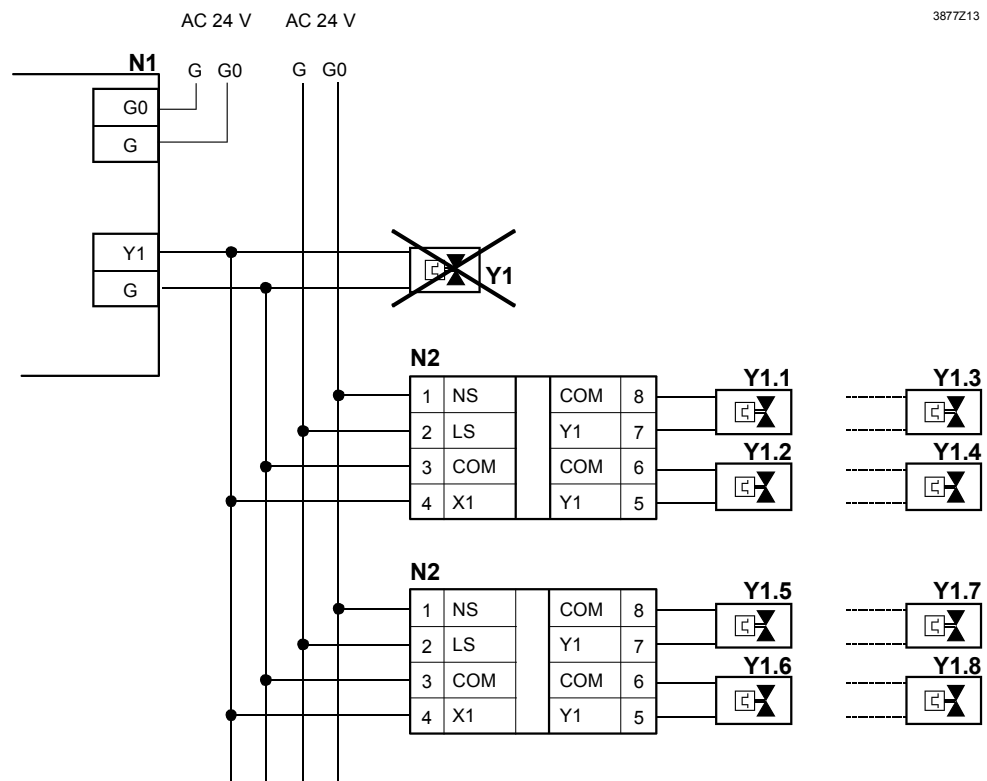 AC 24 V AC 24 V 3877Z13
N1 G G0 G G0
G0
G
Y1
G Y1
N2
1 NS COM 8 Y1.1 Y1.3
2 LS Y1 7
3 COM COM 6 Y1.2 Y1.4
4 X1 Y1 5
N2
1 NS COM 8 Y1.5 Y1.7
2 LS Y1 7
3 COM COM 6 Y1.6 Y1.8
4 X1 Y1 5